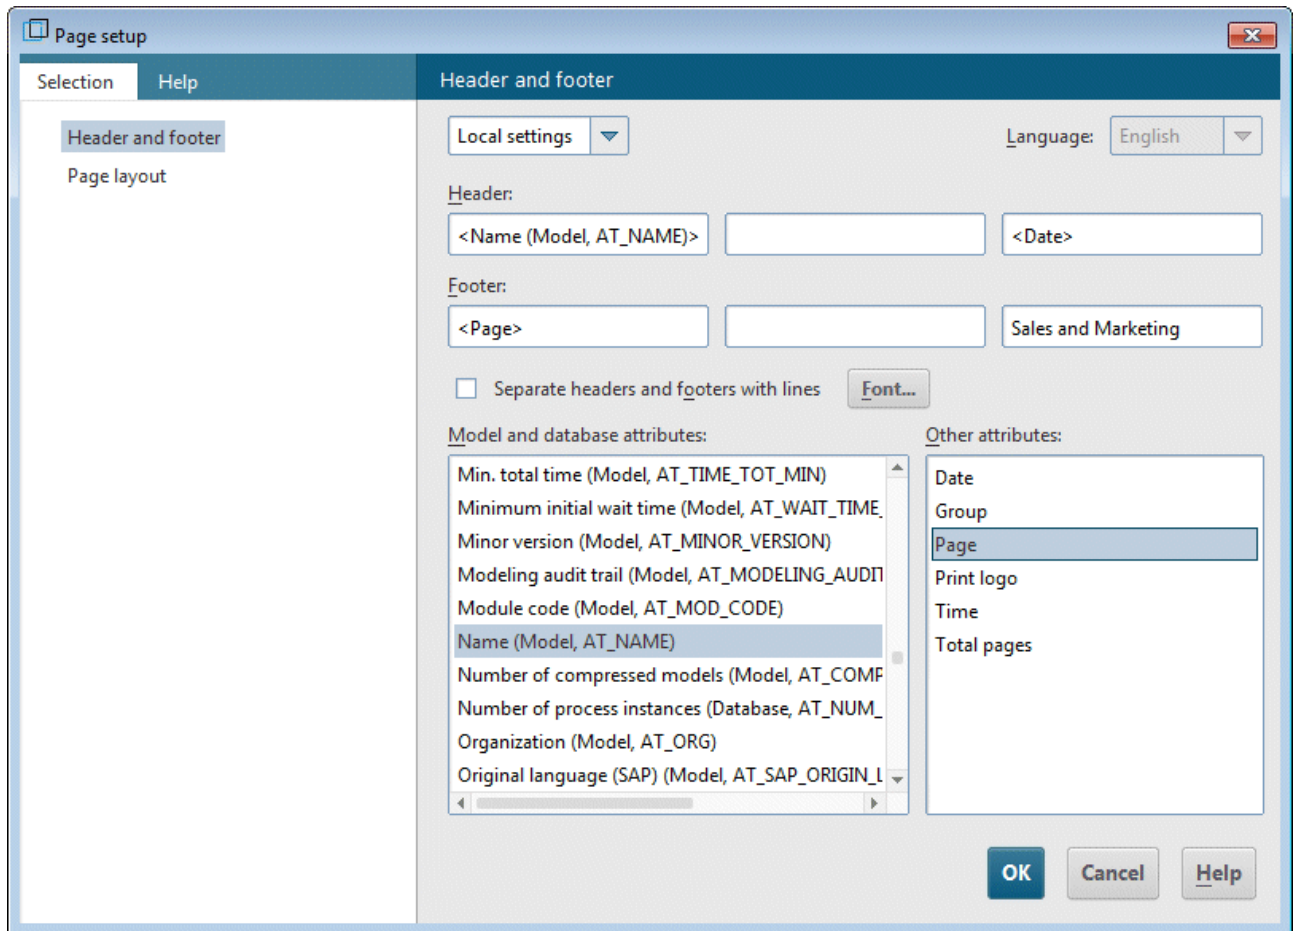 Page setup
Selection
Help
Header and footer
Header and footer
Page layout
Local settings
Language:
English
Header:
<Name (Model, AT_NAME)>
<Date>
Footer:
<Page>
Sales and Marketing
Separate headers and footers with lines
Font...
Model and database attributes:
Min. total time (Model, AT_TIME_TOT_MIN)
Minimum initial wait time (Model, AT_WAIT_TIME_
Minor version (Model, AT_MINOR_VERSION)
Modeling audit trail (Model, AT_MODELING_AUDIT
Module code (Model, AT_MOD_CODE)
Name (Model, AT_NAME)
Number of compressed models (Model, AT_COMP
Number of process instances (Database, AT_NUM_
Organization (Model, AT_ORG)
Original language (SAP) (Model, AT_SAP_ORIGIN_L
Other attributes:
Date
Group
Page
Print logo
Time
Total pages
OK
Cancel
Help